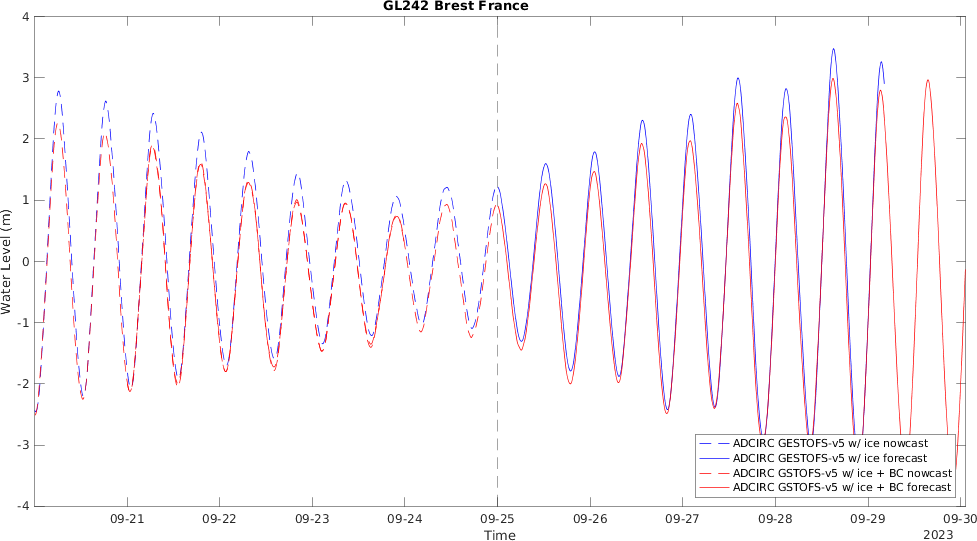 GL242 Brest France
4
3
2
1
0
-1
-2
-3
-4
Water Level (m)
ADCIRC GESTOFS-v5 w/ ice nowcast
ADCIRC GESTOFS-v5 w/ ice forecast
ADCIRC GSTOFS-v5 w/ ice + BC nowcast
ADCIRC GSTOFS-v5 w/ ice + BC forecast
09-21 09-22 09-23 09-24 09-25 09-26 09-27 09-28 09-29 09-30
Time
2023